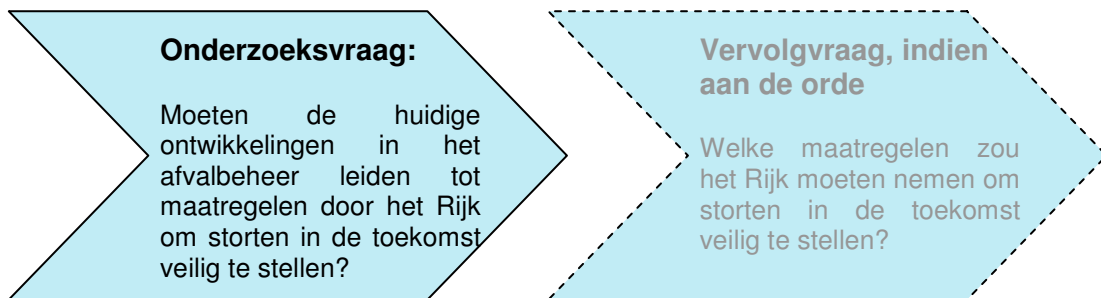 Onderzoeksvraag:
Moeten de huidige
ontwikkelingen in het
afvalbeheer leiden tot
maatregelen door het Rijk
om storten in de toekomst
veilig te stellen?
Vervolgvraag, indien
aan de orde
Welke maatregelen zou
het Rijk moeten nemen om
storten in de toekomst
veilig te stellen?